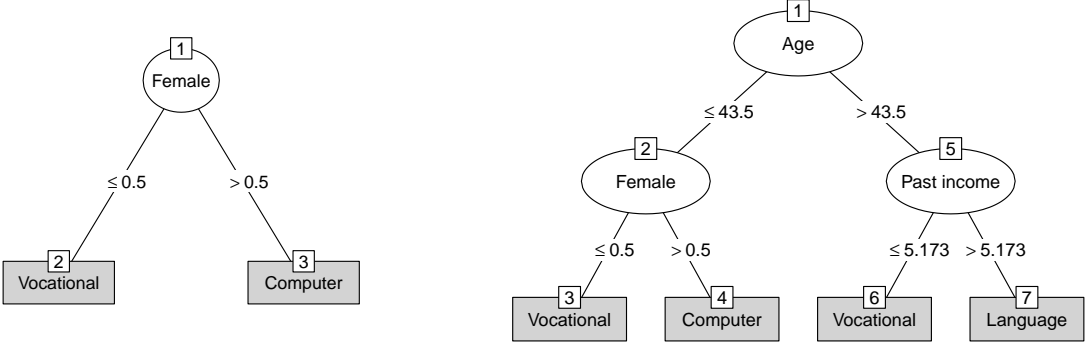 1
Female
≤ 0.5
> 0.5
2
Vocational
3
Computer
1
Age
≤ 43.5
> 43.5
2
Female
5
Past income
≤ 0.5
> 0.5
≤ 5.173
> 5.173
3
Vocational
4
Computer
6
Vocational
7
Language